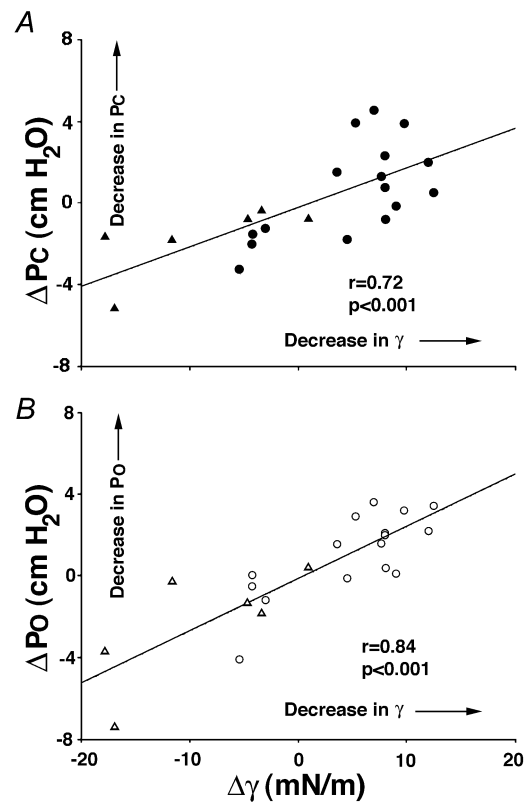 A
8
4
0
-4
-8
ΔPC (cm H2O)
Decrease in PC
r=0.72
p<0.001
Decrease in γ
B
8
4
0
-4
-8
ΔPO (cm H2O)
Decrease in PO
r=0.84
p<0.001
Decrease in γ
-20 -10 0 10 20
Δγ (mN/m)